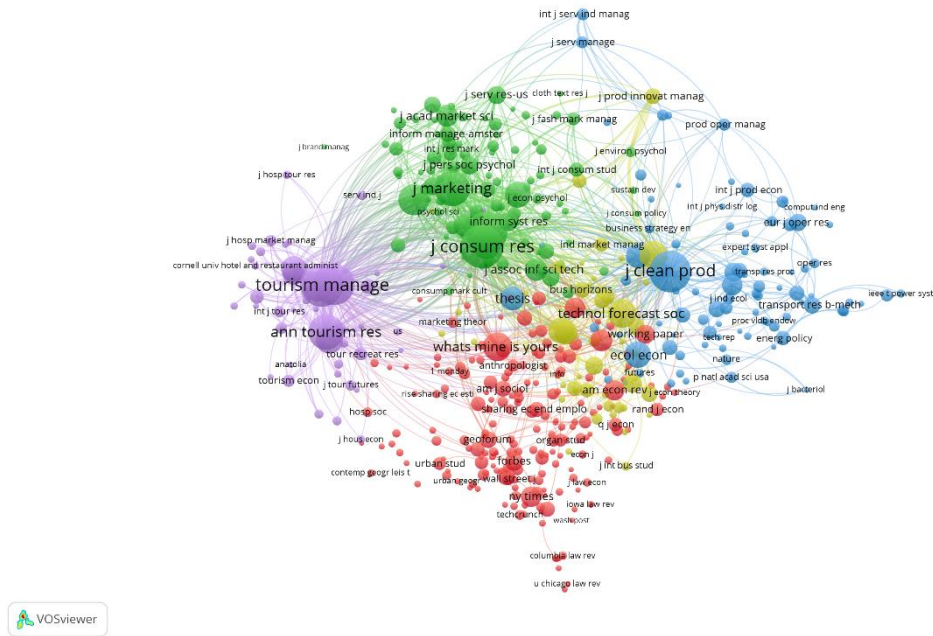 int j serv ind manag
j serv manage
j serv res-us
cloth text res j
j prod innovat manag
j acad market sci
j fash mark manag
prod oper manag
inform manage-amster
j brand manag
int j res mark
j environ psychol
j pers soc psychol
int j consum stud
j hosp tour res
j marketing
serv ind j
j econ psychol
sustain dev
int j prod econ
psychol sci
j consum policy
int j phys distr log
comput ind eng
inform syst res
business strategy en
eur j oper res
j hosp market manag
j consum res
ind market manag
expert syst appl
cornell univ hotel and restaurant administ
j assoc inf sci tech
j clean prod
transp res proc
oper res
tourism manage
consump mark cult
bus horizons
j ind ecol
ieee t power syst
int j tour res
thesis
technol forecast soc
transport res b-meth
proc vldb endow
ann tourism res
us
marketing theor
working paper
tech rep
energ policy
tour recreat res
whats mine is yours
ecol econ
nature
anatolia
anthropologist
1 monday
info
futures
p natl acad sci usa
tourism econ
j tour futures
rise sharing ec esti
am j sociol
am econ rev
j econ theory
j bacteriol
hosp soc
sharing ec end emplo
rand j econ
q j econ
j hous econ
geoforum
organ stud
econ j
contemp geogr leis t
urban stud
forbes
j int bus stud
urban geogr
wall street j
j law econ
ny times
iowa law rev
techcrunch
wash post
columbia law rev
u chicago law rev
VOSviewer